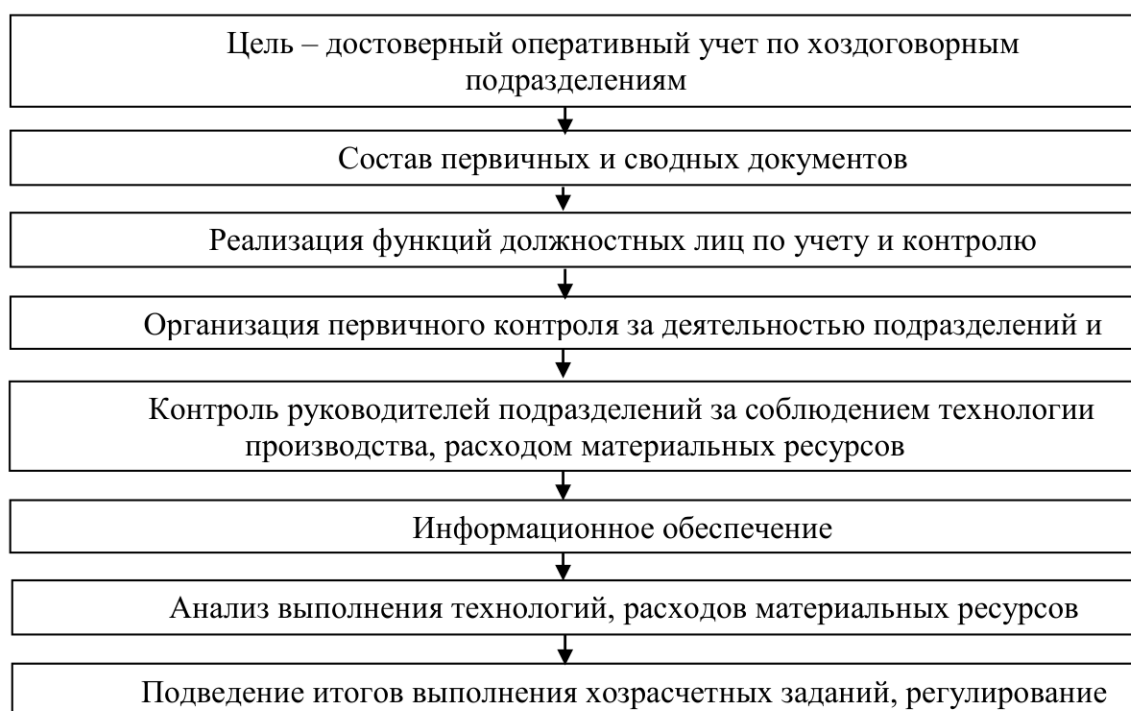 Цель – достоверный оперативный учет по хоздоговорным
подразделениям
Состав первичных и сводных документов
Реализация функций должностных лиц по учету и контролю
Организация первичного контроля за деятельностью подразделений и
Контроль руководителей подразделений за соблюдением технологии
производства, расходом материальных ресурсов
Информационное обеспечение
Анализ выполнения технологий, расходов материальных ресурсов
Подведение итогов выполнения хозрасчетных заданий, регулирование